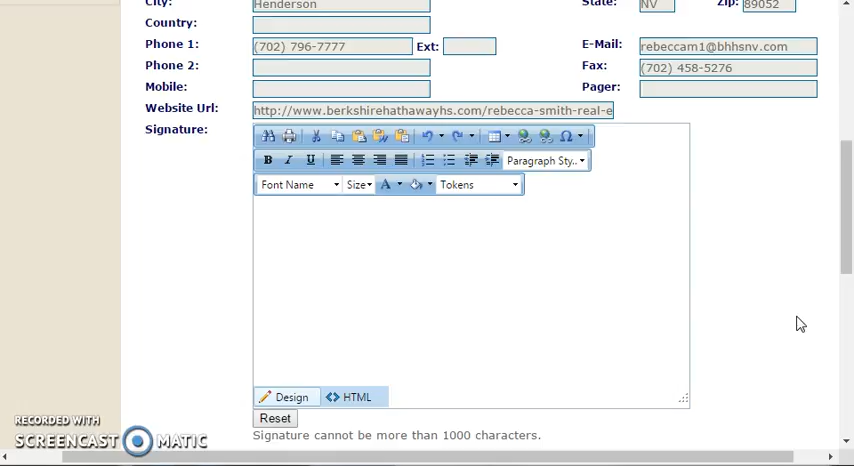 City: Henderson State: NV Zip: 89052
Country:
Phone 1: (702) 796-7777 Ext: E-Mail: rebeccam1@bhhsnv.com
Phone 2: Fax: (702) 458-5276
Mobile: Pager:
Website Url: http://www.berkshirehathawayhs.com/rebecca-smith-real-e
Signature:
B I U Paragraph Sty..
Font Name Size A Tokens
Design HTML
Reset
Signature cannot be more than 1000 characters.
RECORDED WITH
SCREENCAST MATIC